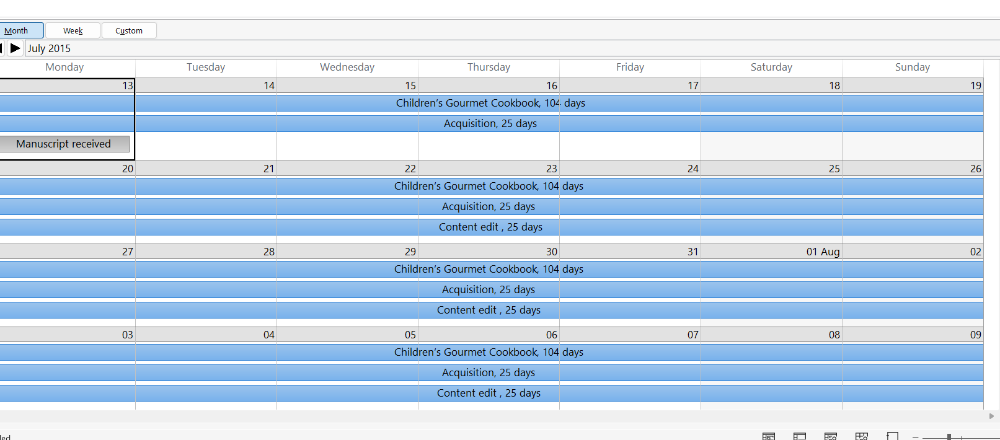 Month Week Custom
July 2015
Monday Tuesday Wednesday Thursday Friday Saturday Sunday
13 14 15 16 17 18 19
Children's Gourmet Cookbook, 104 days
Acquisition, 25 days
Manuscript received
20 21 22 23 24 25 26
Children's Gourmet Cookbook, 104 days
Acquisition, 25 days
Content edit , 25 days
27 28 29 30 31 01 Aug 02
Children's Gourmet Cookbook, 104 days
Acquisition, 25 days
Content edit , 25 days
03 04 05 06 07 08 09
Children's Gourmet Cookbook, 104 days
Acquisition, 25 days
Content edit , 25 days